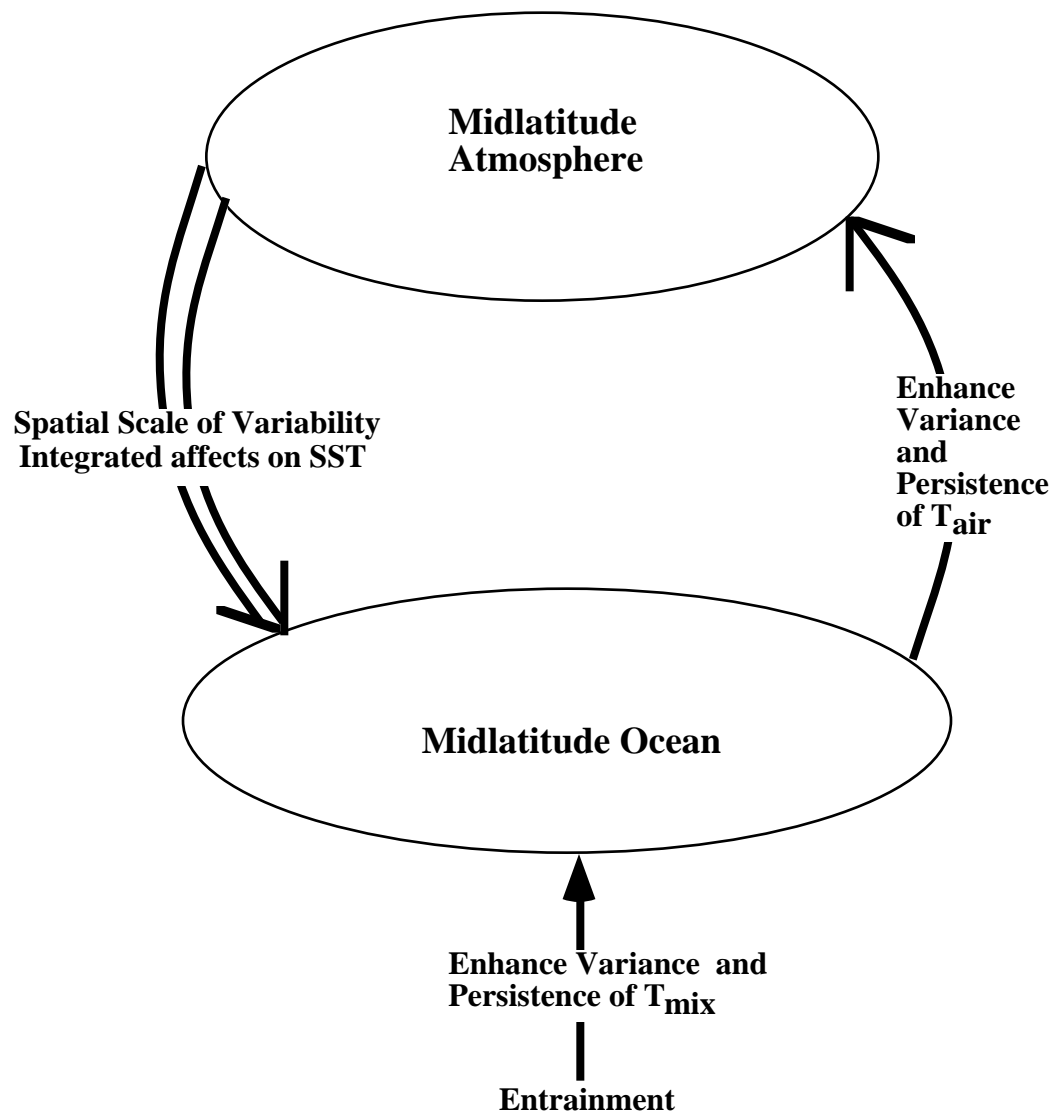 Midlatitude
Atmosphere
Spatial Scale of Variability
Integrated affects on SST
Enhance
Variance
and
Persistence
of Tair
Midlatitude Ocean
Enhance Variance and
Persistence of Tmix
Entrainment